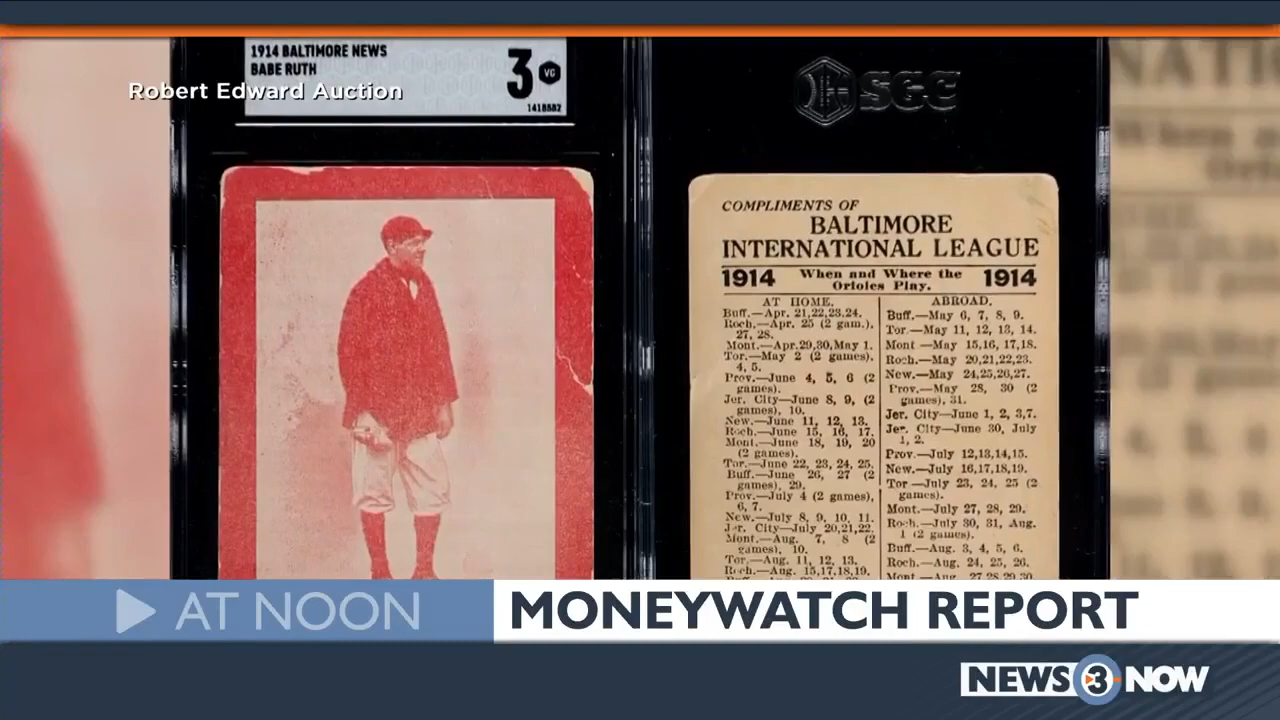 1914 BALTIMORE NEWS
BABE RUTH
3
VG
1418582
Robert Edward Auction
SGC
COMPLIMENTS OF
BALTIMORE
INTERNATIONAL LEAGUE
1914 When and Where the Orioles Play. 1914
AT HOME.
Buff.—Apr. 21,22,23,24.
Roch.—Apr. 25 (2 gam.),
27, 28.
Mont.—Apr.29,30,May 1.
Tor.—May 2 (2 games),
4, 5.
Prov.—June 4, 5, 6 (2
games).
Jer. City—June 8, 9, (2
games), 10.
New.—June 11, 12, 13.
Roch.—June 15, 16, 17.
Mont.—June 18, 19, 20
(2 games).
Tor.—June 22, 23, 24, 25.
Buff.—June 26, 27 (2
games), 29.
Prov.—July 4 (2 games),
6, 7.
New.—July 8, 9, 10, 11.
Jer. City—July 20,21,22.
Mont.—Aug. 7, 8 (2
games), 10.
Tor.—Aug. 11, 12, 13.
Roch.—Aug. 15,17,18,19.
ABROAD.
Buff.—May 6, 7, 8, 9.
Tor.—May 11, 12, 13, 14.
Mont —May 15,16,17,18.
Roch.—May 20,21,22,23.
New.—May 24,25,26,27.
Prov.—May 28, 30 (2
games), 31.
Jer. City—June 1, 2, 3,7.
Jer. City—June 30, July
1, 2.
Prov.—July 12,13,14,15.
New.—July 16,17,18,19.
Tor —July 23, 24, 25 (2
games).
Mont.—July 27, 28, 29.
Roch.—July 30, 31, Aug.
1 (2 games).
Buff.—Aug. 3, 4, 5, 6.
Roch.—Aug. 24, 25, 26.
Mont —Aug. 27,28,29,30
AT NOON
MONEYWATCH REPORT
NEWS 3 NOW